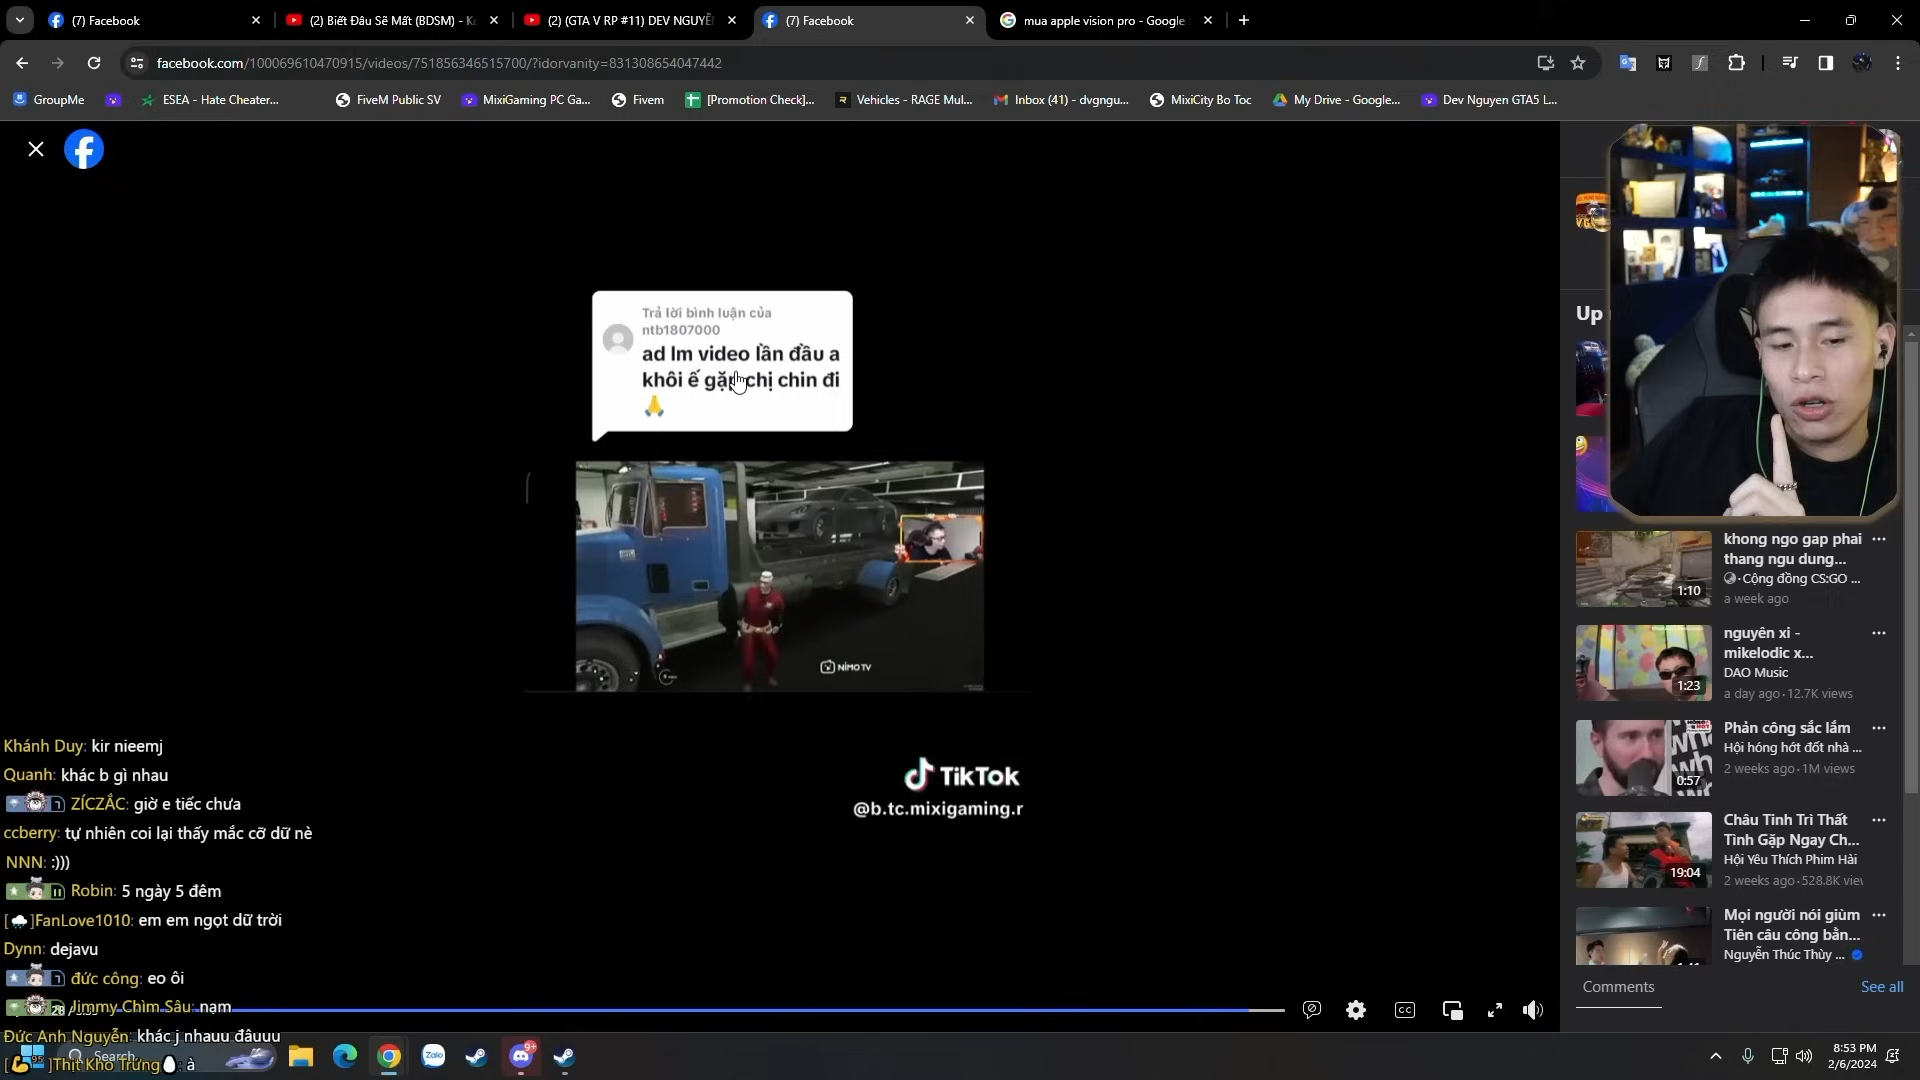 (7) Facebook
(2) Biết Đâu Sẽ Mất (BDSM) - K
(2) (GTA V RP #11) DEV NGUYỄ
(7) Facebook
mua apple vision pro - Google
facebook.com/100069610470915/videos/751856346515700/?idorvanity=831308654047442
GroupMe
ESEA - Hate Cheater...
FiveM Public SV
MixiGaming PC Ga...
Fivem
[Promotion Check]...
Vehicles - RAGE Mul...
Inbox (41) - dvgngu...
MixiCity Bo Toc
My Drive - Google...
Dev Nguyen GTA5 L...
Trả lời bình luận của
ntb1807000
ad lm video lần đầu a
khôi ế gặp chị chin đi
🙏
NIMO TV
TikTok
@b.tc.mixigaming.r
Khánh Duy: kir nieemj
Quanh: khác b gì nhau
ZÍCZẮC: giờ e tiếc chưa
ccberry: tự nhiên coi lại thấy mắc cỡ dữ nè
NNN: :)))
Robin: 5 ngày 5 đêm
[🌧]FanLove1010: em em ngọt dữ trời
Dynn: dejavu
đức công: eo ôi
Jimmy Chìm Sâu: nạm
Đức Anh Nguyễn: khác j nhauu đâuuu
Thịt Kho Trứng: à
Up
khong ngo gap phai
thang ngu dung...
Cộng đồng CS:GO ...
a week ago
1:10
nguyên xi -
mikelodic x...
DAO Music
a day ago · 12.7K views
1:23
Phản công sắc lắm
Hội hóng hớt đốt nhà ...
2 weeks ago · 1M views
0:57
Châu Tinh Trì Thất
Tình Gặp Ngay Ch...
Hội Yêu Thích Phim Hài
2 weeks ago · 528.8K view
19:04
Mọi người nói giùm
Tiên câu công bằn...
Nguyễn Thúc Thùy ...
Comments
See all
CC
Search
Zalo
9+
8:53 PM
2/6/2024